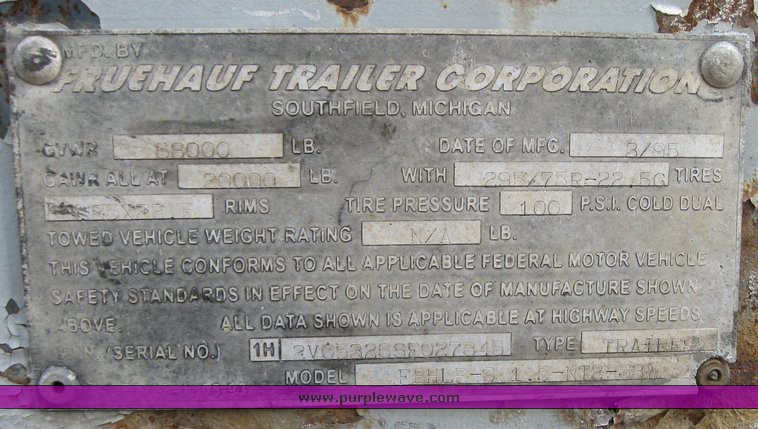 MFD. BY
FRUEHAUF TRAILER CORPORATION
SOUTHFIELD, MICHIGAN
GVWR 68000 LB. DATE OF MFG. 3/95
GAWR ALL AT 20000 LB. WITH 295/75R-22.5G TIRES
RIMS TIRE PRESSURE 100 P.S.I. COLD DUAL
TOWED VEHICLE WEIGHT RATING N/A LB.
THIS VEHICLE CONFORMS TO ALL APPLICABLE FEDERAL MOTOR VEHICLE
SAFETY STANDARDS IN EFFECT ON THE DATE OF MANUFACTURE SHOWN
ABOVE. ALL DATA SHOWN IS APPLICABLE AT HIGHWAY SPEEDS.
(SERIAL NO.) 1H TYPE TRAILER
MODEL
www.purplewave.com